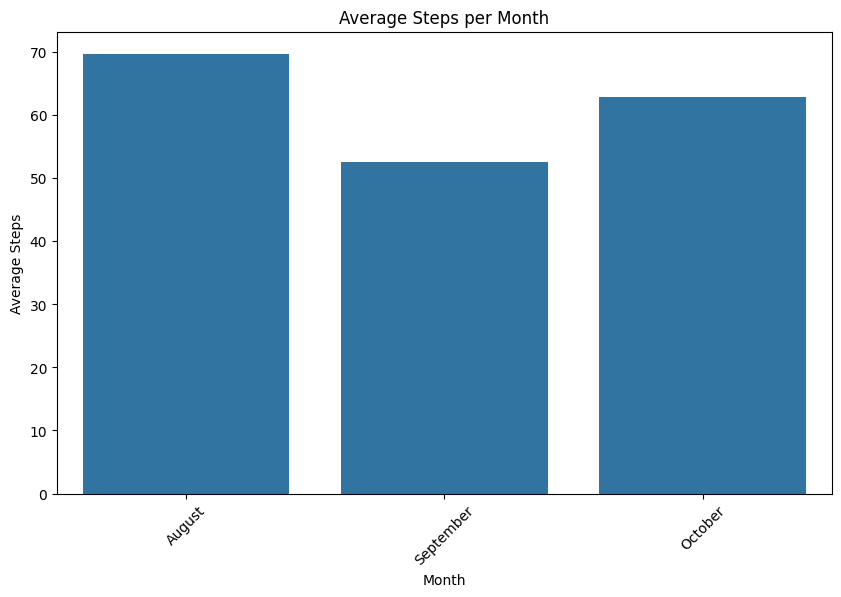 Average Steps per Month
Average Steps
70
60
50
40
30
20
10
0
August
September
October
Month